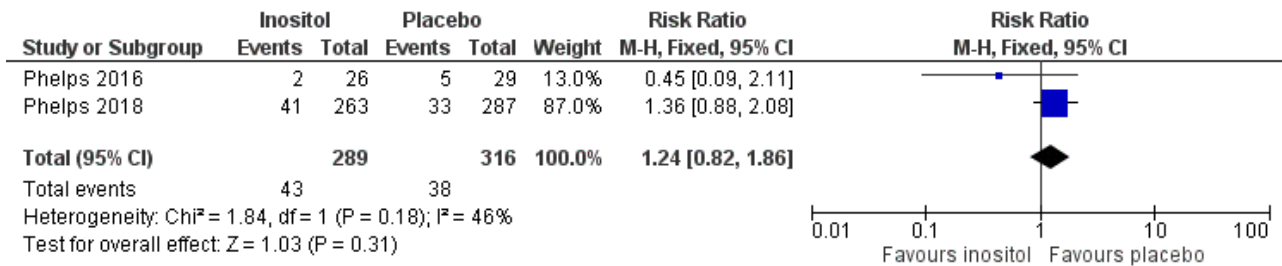 Inositol Placebo Risk Ratio Risk Ratio
Study or Subgroup Events Total Events Total Weight M-H, Fixed, 95% CI M-H, Fixed, 95% CI
Phelps 2016 2 26 5 29 13.0% 0.45 [0.09, 2.11]
Phelps 2018 41 263 33 287 87.0% 1.36 [0.88, 2.08]
Total (95% CI) 289 316 100.0% 1.24 [0.82, 1.86]
Total events 43 38
Heterogeneity: Chi² = 1.84, df = 1 (P = 0.18); I² = 46%
Test for overall effect: Z = 1.03 (P = 0.31)
0.01 0.1 1 10 100
Favours inositol Favours placebo